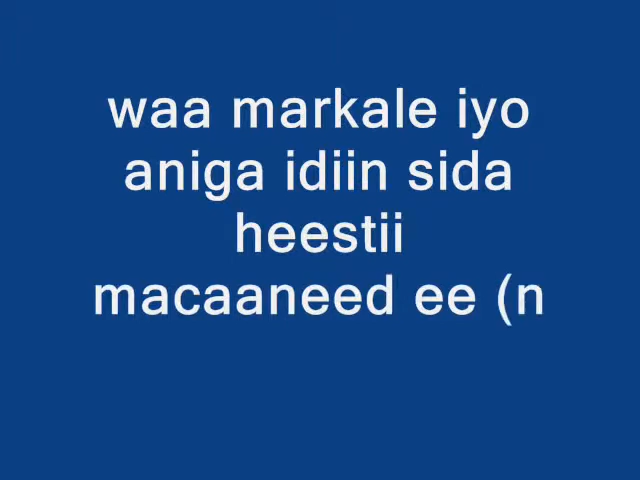 waa markale iyo
aniga idiin sida
heestii
macaaneed ee (n